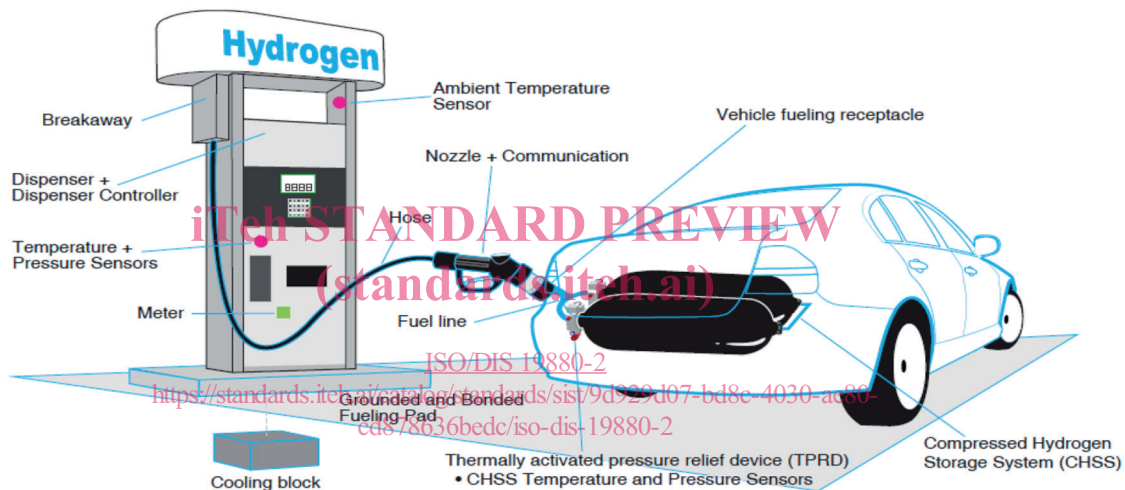 Hydrogen
Ambient Temperature
Sensor
Breakaway
Vehicle fueling receptacle
Nozzle + Communication
Dispenser +
Dispenser Controller
8888
iTeh STANDARD PREVIEW
Hose
Temperature +
Pressure Sensors
(standards.iteh.ai)
Meter
Fuel line
ISO/DIS 19880-2
https://standards.iteh.ai/catalog/standards/sist/9d929d07-bd8e-4030-ae80-
Grounded and Bonded
Fueling Pad
cd878636bedc/iso-dis-19880-2
Compressed Hydrogen
Storage System (CHSS)
Thermally activated pressure relief device (TPRD)
• CHSS Temperature and Pressure Sensors
Cooling block